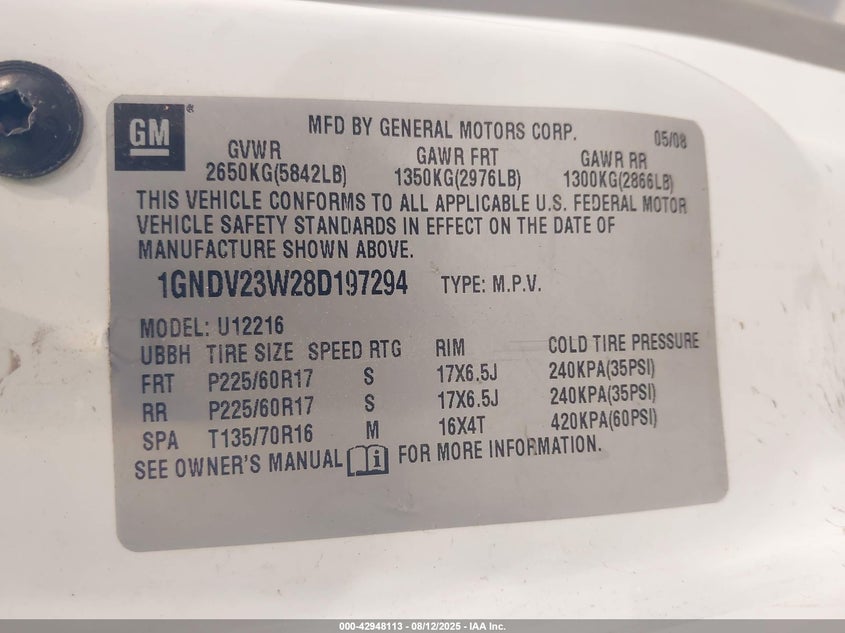 GM ®
MFD BY GENERAL MOTORS CORP. 05/08
GVWR GAWR FRT GAWR RR
2650KG(5842LB) 1350KG(2976LB) 1300KG(2866LB)
THIS VEHICLE CONFORMS TO ALL APPLICABLE U.S. FEDERAL MOTOR
VEHICLE SAFETY STANDARDS IN EFFECT ON THE DATE OF
MANUFACTURE SHOWN ABOVE.
1GNDV23W28D197294 TYPE: M.P.V.
MODEL: U12216
UBBH TIRE SIZE SPEED RTG RIM COLD TIRE PRESSURE
FRT P225/60R17 S 17X6.5J 240KPA(35PSI)
RR P225/60R17 S 17X6.5J 240KPA(35PSI)
SPA T135/70R16 M 16X4T 420KPA(60PSI)
SEE OWNER'S MANUAL i FOR MORE INFORMATION.
000-42948113 - 08/12/2025 - IAA Inc.